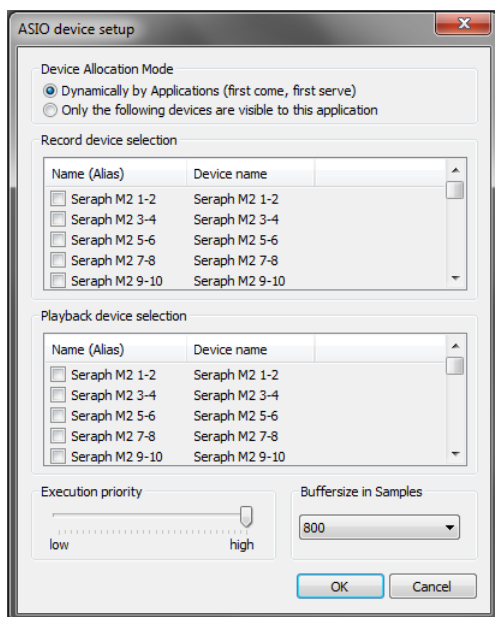 ASIO device setup
Device Allocation Mode
Dynamically by Applications (first come, first serve)
Only the following devices are visible to this application
Record device selection
Name (Alias) Device name
Seraph M2 1-2 Seraph M2 1-2
Seraph M2 3-4 Seraph M2 3-4
Seraph M2 5-6 Seraph M2 5-6
Seraph M2 7-8 Seraph M2 7-8
Seraph M2 9-10 Seraph M2 9-10
Playback device selection
Name (Alias) Device name
Seraph M2 1-2 Seraph M2 1-2
Seraph M2 3-4 Seraph M2 3-4
Seraph M2 5-6 Seraph M2 5-6
Seraph M2 7-8 Seraph M2 7-8
Seraph M2 9-10 Seraph M2 9-10
Execution priority Buffersize in Samples
800
low high
OK Cancel